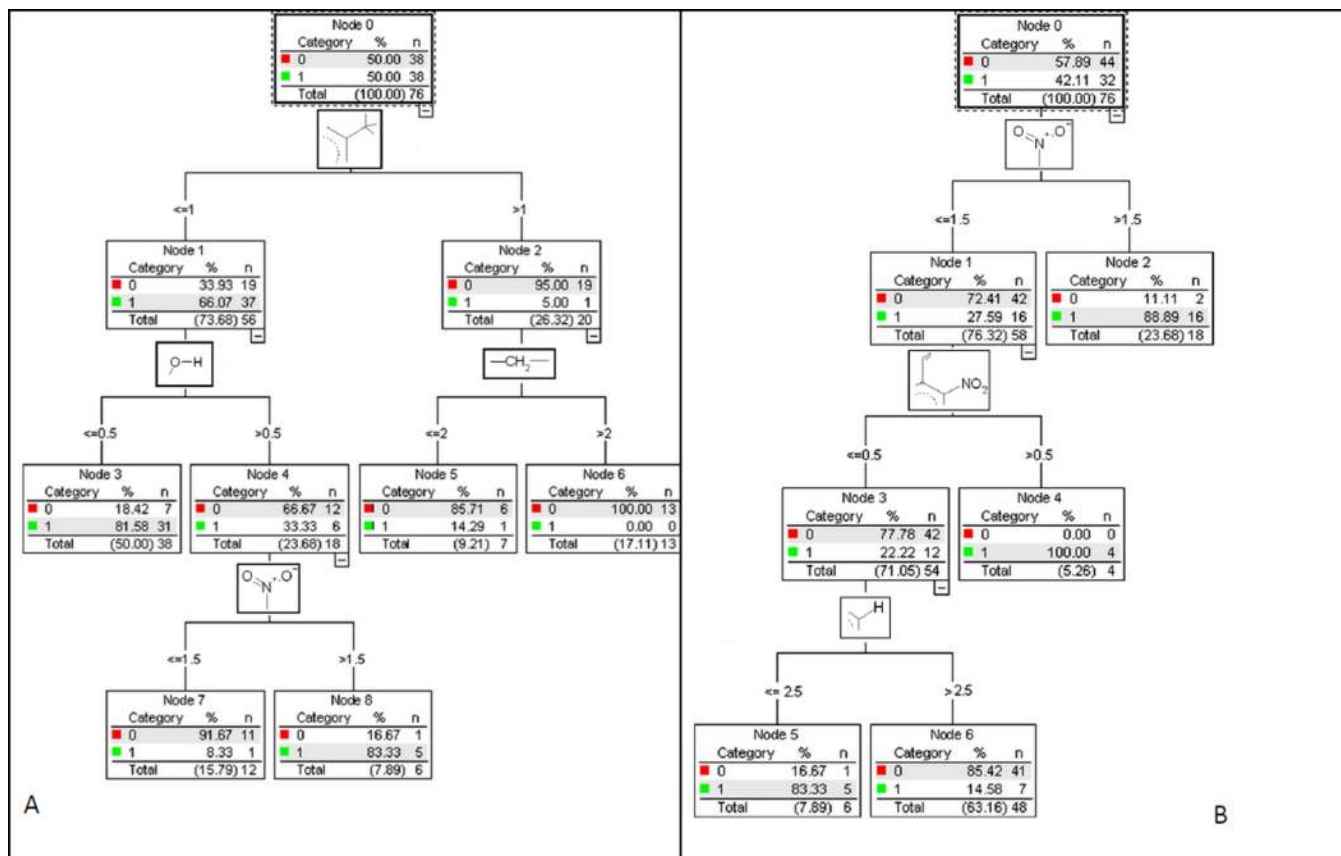 Node 0
Category % n
0 50.00 38
1 50.00 38
Total (100.00) 76
<=1
>1
Node 1
Category % n
0 33.93 19
1 66.07 37
Total (73.68) 56
Node 2
Category % n
0 95.00 19
1 5.00 1
Total (26.32) 20
O—H
—CH2—
<=0.5
>0.5
<=2
>2
Node 3
Category % n
0 18.42 7
1 81.58 31
Total (50.00) 38
Node 4
Category % n
0 66.67 12
1 33.33 6
Total (23.68) 18
Node 5
Category % n
0 85.71 6
1 14.29 1
Total (9.21) 7
Node 6
Category % n
0 100.00 13
1 0.00 0
Total (17.11) 13
O N+ O-
<=1.5
>1.5
Node 7
Category % n
0 91.67 11
1 8.33 1
Total (15.79) 12
Node 8
Category % n
0 16.67 1
1 83.33 5
Total (7.89) 6
A
Node 0
Category % n
0 57.89 44
1 42.11 32
Total (100.00) 76
O N+ O-
<=1.5
>1.5
Node 1
Category % n
0 72.41 42
1 27.59 16
Total (76.32) 58
Node 2
Category % n
0 11.11 2
1 88.89 16
Total (23.68) 18
NO2
<=0.5
>0.5
Node 3
Category % n
0 77.78 42
1 22.22 12
Total (71.05) 54
Node 4
Category % n
0 0.00 0
1 100.00 4
Total (5.26) 4
H
<= 2.5
>2.5
Node 5
Category % n
0 16.67 1
1 83.33 5
Total (7.89) 6
Node 6
Category % n
0 85.42 41
1 14.58 7
Total (63.16) 48
B